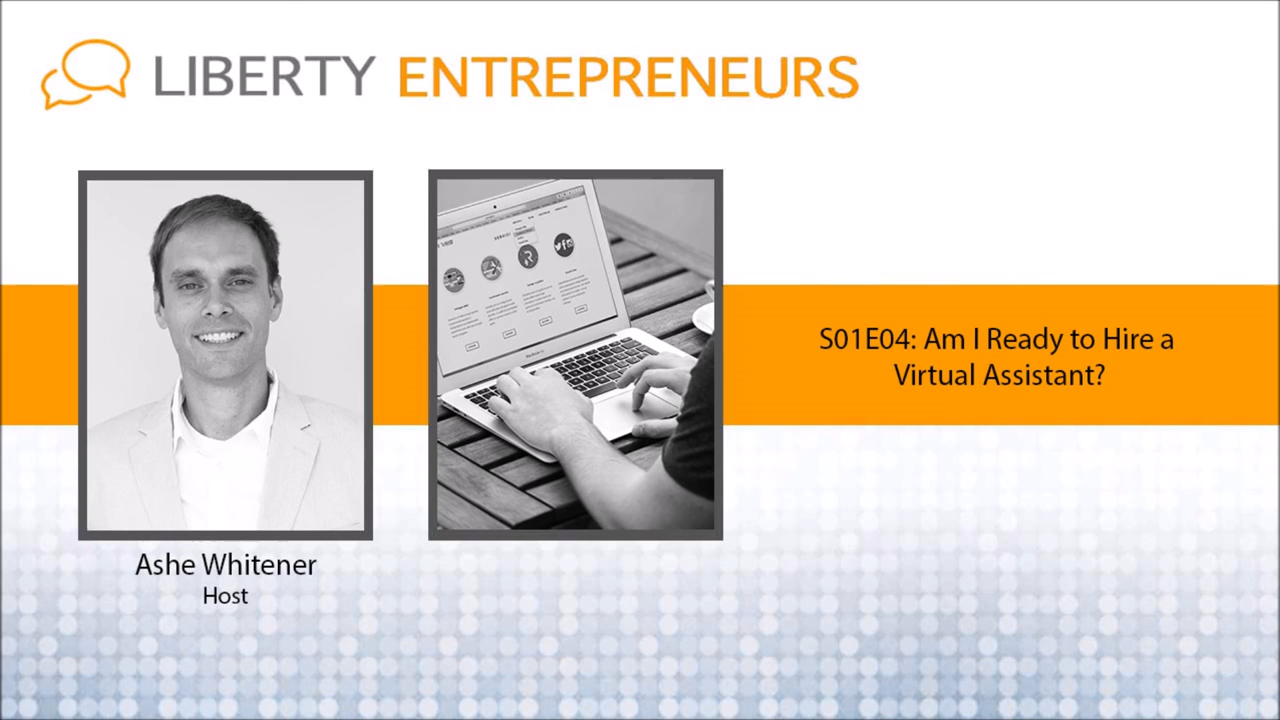 LIBERTY ENTREPRENEURS
S01E04: Am I Ready to Hire a
Virtual Assistant?
Ashe Whitener
Host